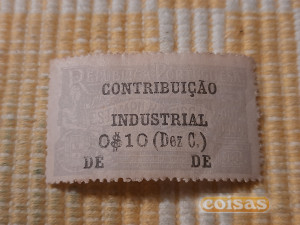 CONTRIBUIÇÃO
INDUSTRIAL
0$10 (Dez C.)
DE DE
coisas